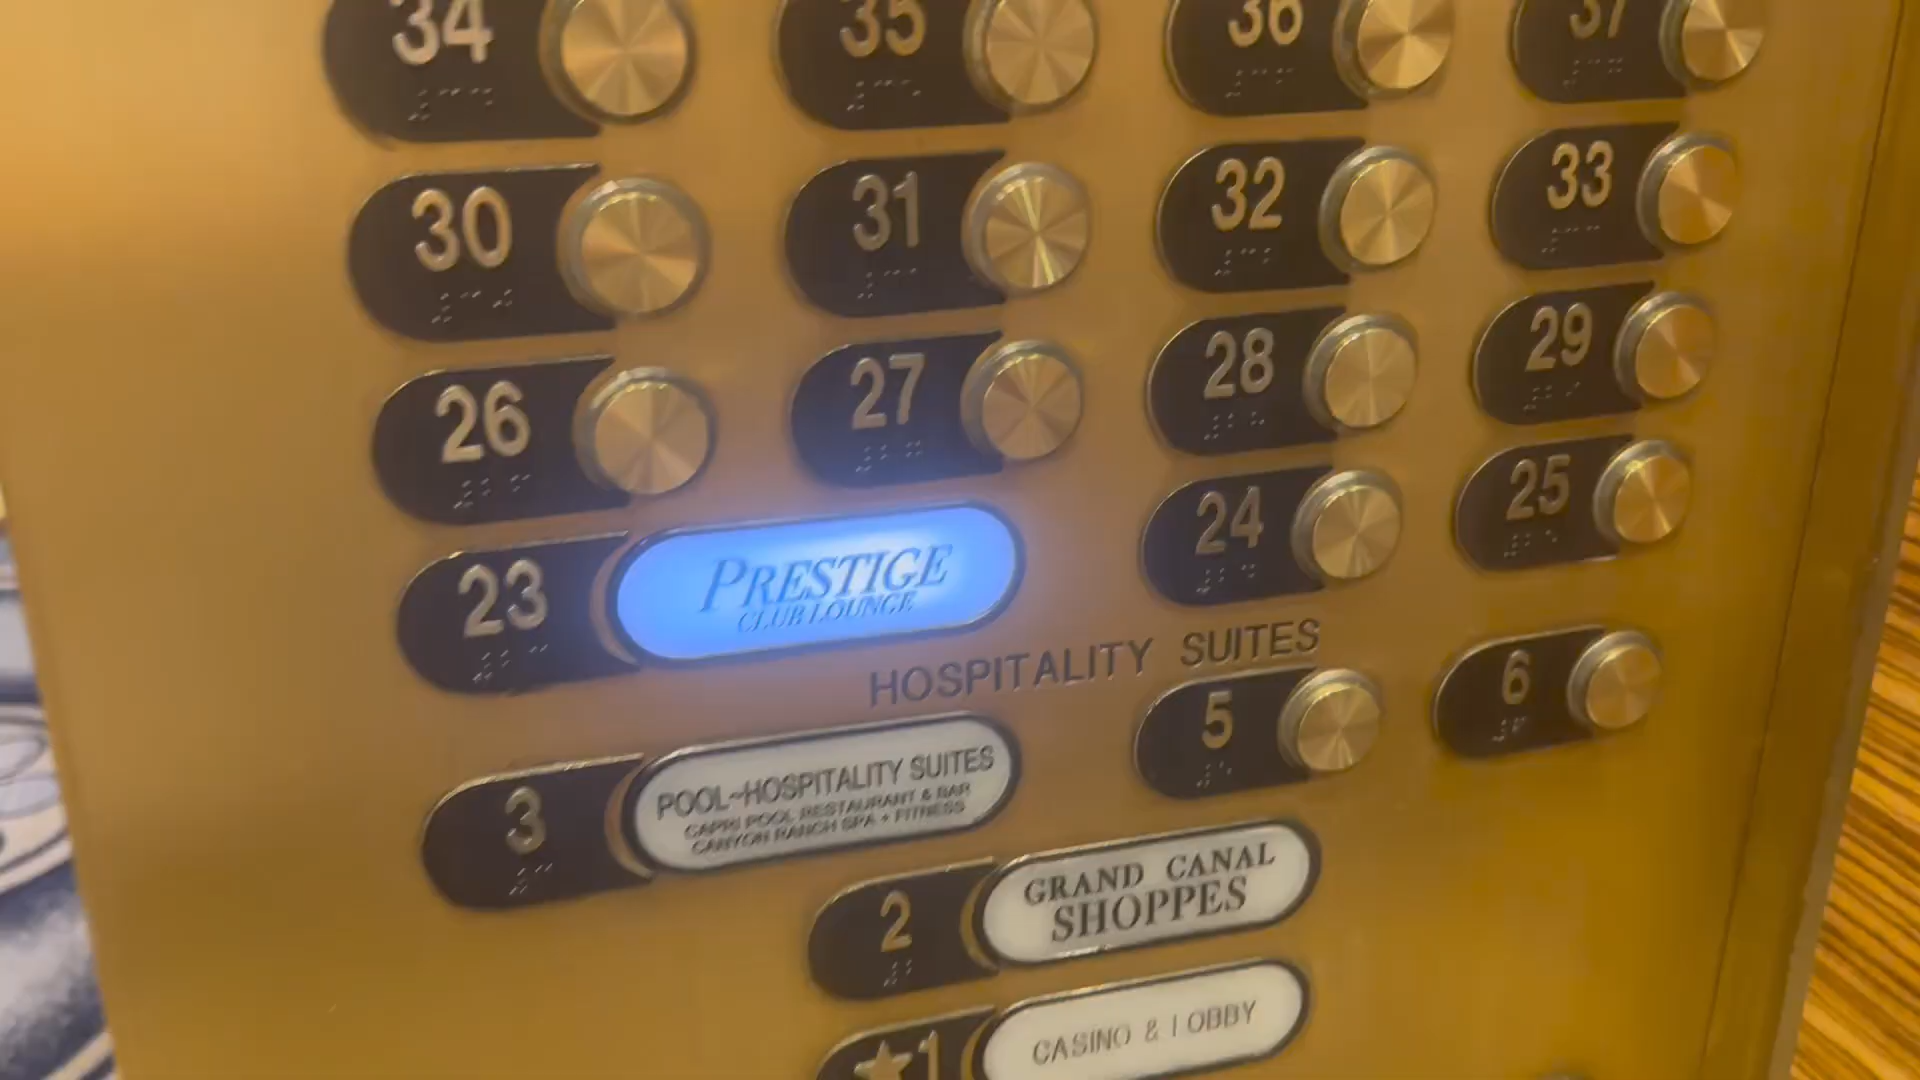 34 35 36 37
30 31 32 33
26 27 28 29
23 PRESTIGE 24 25
CLUB LOUNGE
HOSPITALITY SUITES
3 POOL~HOSPITALITY SUITES 5 6
CAPRI POOL RESTAURANT & BAR
CANYON RANCH SPA + FITNESS
2 GRAND CANAL
SHOPPES
★1 CASINO & LOBBY